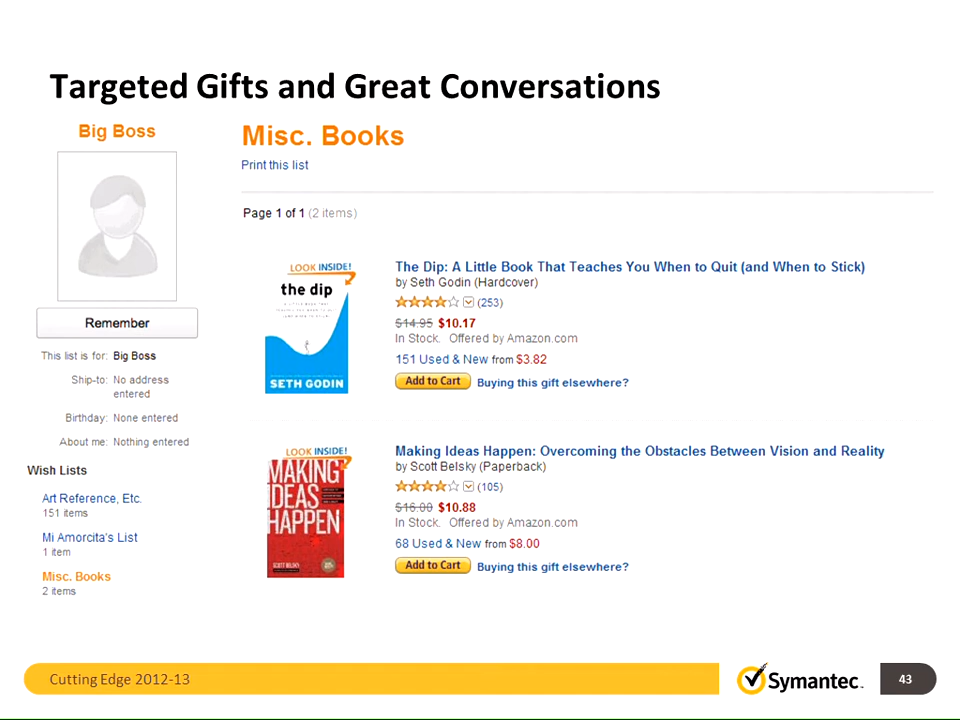 Targeted Gifts and Great Conversations
Big Boss
Remember
This list is for: Big Boss
Ship-to: No address
entered
Birthday: None entered
About me: Nothing entered
Wish Lists
Art Reference, Etc.
151 items
Mi Amorcita's List
1 item
Misc. Books
2 items
Misc. Books
Print this list
Page 1 of 1 (2 items)
LOOK INSIDE!
the dip
SETH GODIN
The Dip: A Little Book That Teaches You When to Quit (and When to Stick)
by Seth Godin (Hardcover)
(253)
$14.95 $10.17
In Stock. Offered by Amazon.com
151 Used & New from $3.82
Add to Cart Buying this gift elsewhere?
LOOK INSIDE!
MAKING
IDEAS
HAPPEN
SCOTT BELSKY
Making Ideas Happen: Overcoming the Obstacles Between Vision and Reality
by Scott Belsky (Paperback)
(105)
$16.00 $10.88
In Stock. Offered by Amazon.com
68 Used & New from $8.00
Add to Cart Buying this gift elsewhere?
Cutting Edge 2012-13
Symantec
43